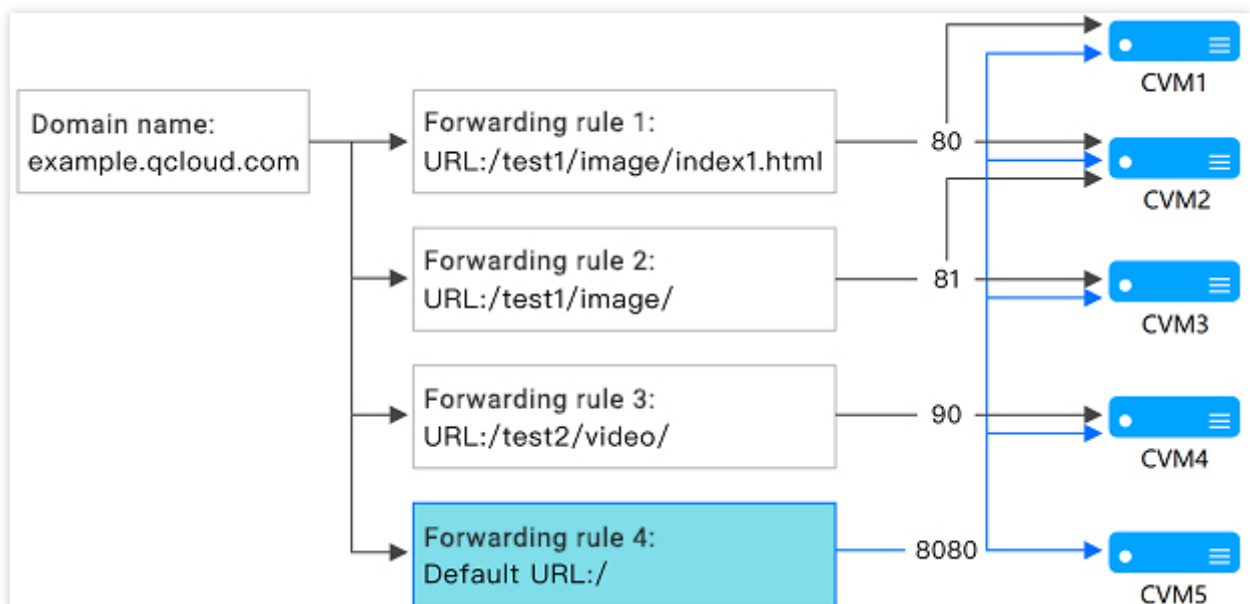 Domain name:
example.qcloud.com
Forwarding rule 1:
URL:/test1/image/index1.html
80
CVM1
CVM2
Forwarding rule 2:
URL:/test1/image/
81
CVM3
Forwarding rule 3:
URL:/test2/video/
90
CVM4
Forwarding rule 4:
Default URL:/
8080
CVM5